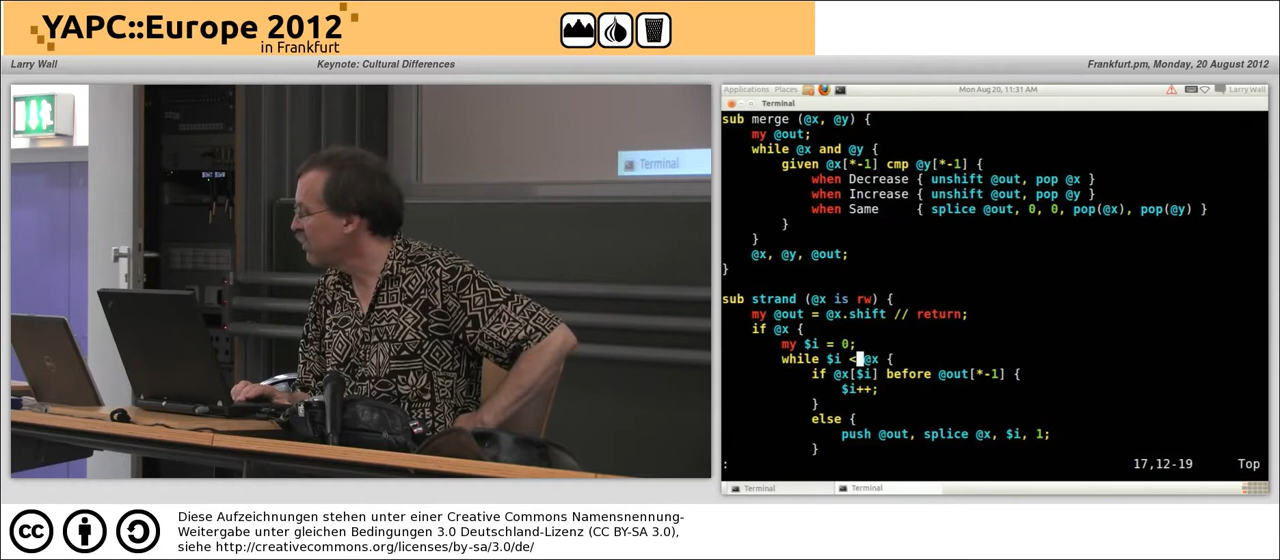 YAPC::Europe 2012
in Frankfurt
Larry Wall Keynote: Cultural Differences Frankfurt.pm, Monday, 20 August 2012
Terminal
Applications Places Mon Aug 20, 11:31 AM Larry Wall
Terminal
sub merge (@x, @y) {
    my @out;
    while @x and @y {
        given @x[*-1] cmp @y[*-1] {
            when Decrease { unshift @out, pop @x }
            when Increase { unshift @out, pop @y }
            when Same     { splice @out, 0, 0, pop(@x), pop(@y) }
        }
    }
    @x, @y, @out;
}
sub strand (@x is rw) {
    my @out = @x.shift // return;
    if @x {
        my $i = 0;
        while $i < @x {
            if @x[$i] before @out[*-1] {
                $i++;
            }
            else {
                push @out, splice @x, $i, 1;
            }
: 17,12-19 Top
Terminal Terminal
cc
Diese Aufzeichnungen stehen unter einer Creative Commons Namensnennung-
Weitergabe unter gleichen Bedingungen 3.0 Deutschland-Lizenz (CC BY-SA 3.0),
siehe http://creativecommons.org/licenses/by-sa/3.0/de/